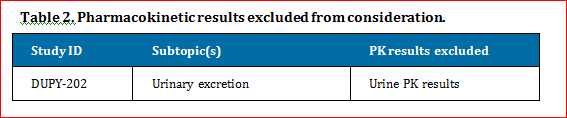 Table 2. Pharmacokinetic results excluded from consideration.
Study ID Subtopic(s) PK results excluded
DUPY-202 Urinary excretion Urine PK results